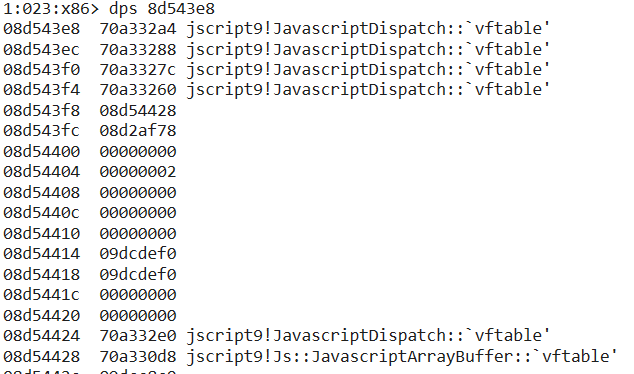 1:023:x86> dps 8d543e8
08d543e8  70a332a4 jscript9!JavascriptDispatch::`vftable'
08d543ec  70a33288 jscript9!JavascriptDispatch::`vftable'
08d543f0  70a3327c jscript9!JavascriptDispatch::`vftable'
08d543f4  70a33260 jscript9!JavascriptDispatch::`vftable'
08d543f8  08d54428
08d543fc  08d2af78
08d54400  00000000
08d54404  00000002
08d54408  00000000
08d5440c  00000000
08d54410  00000000
08d54414  09dcdef0
08d54418  09dcdef0
08d5441c  00000000
08d54420  00000000
08d54424  70a332e0 jscript9!JavascriptDispatch::`vftable'
08d54428  70a330d8 jscript9!Js::JavascriptArrayBuffer::`vftable'